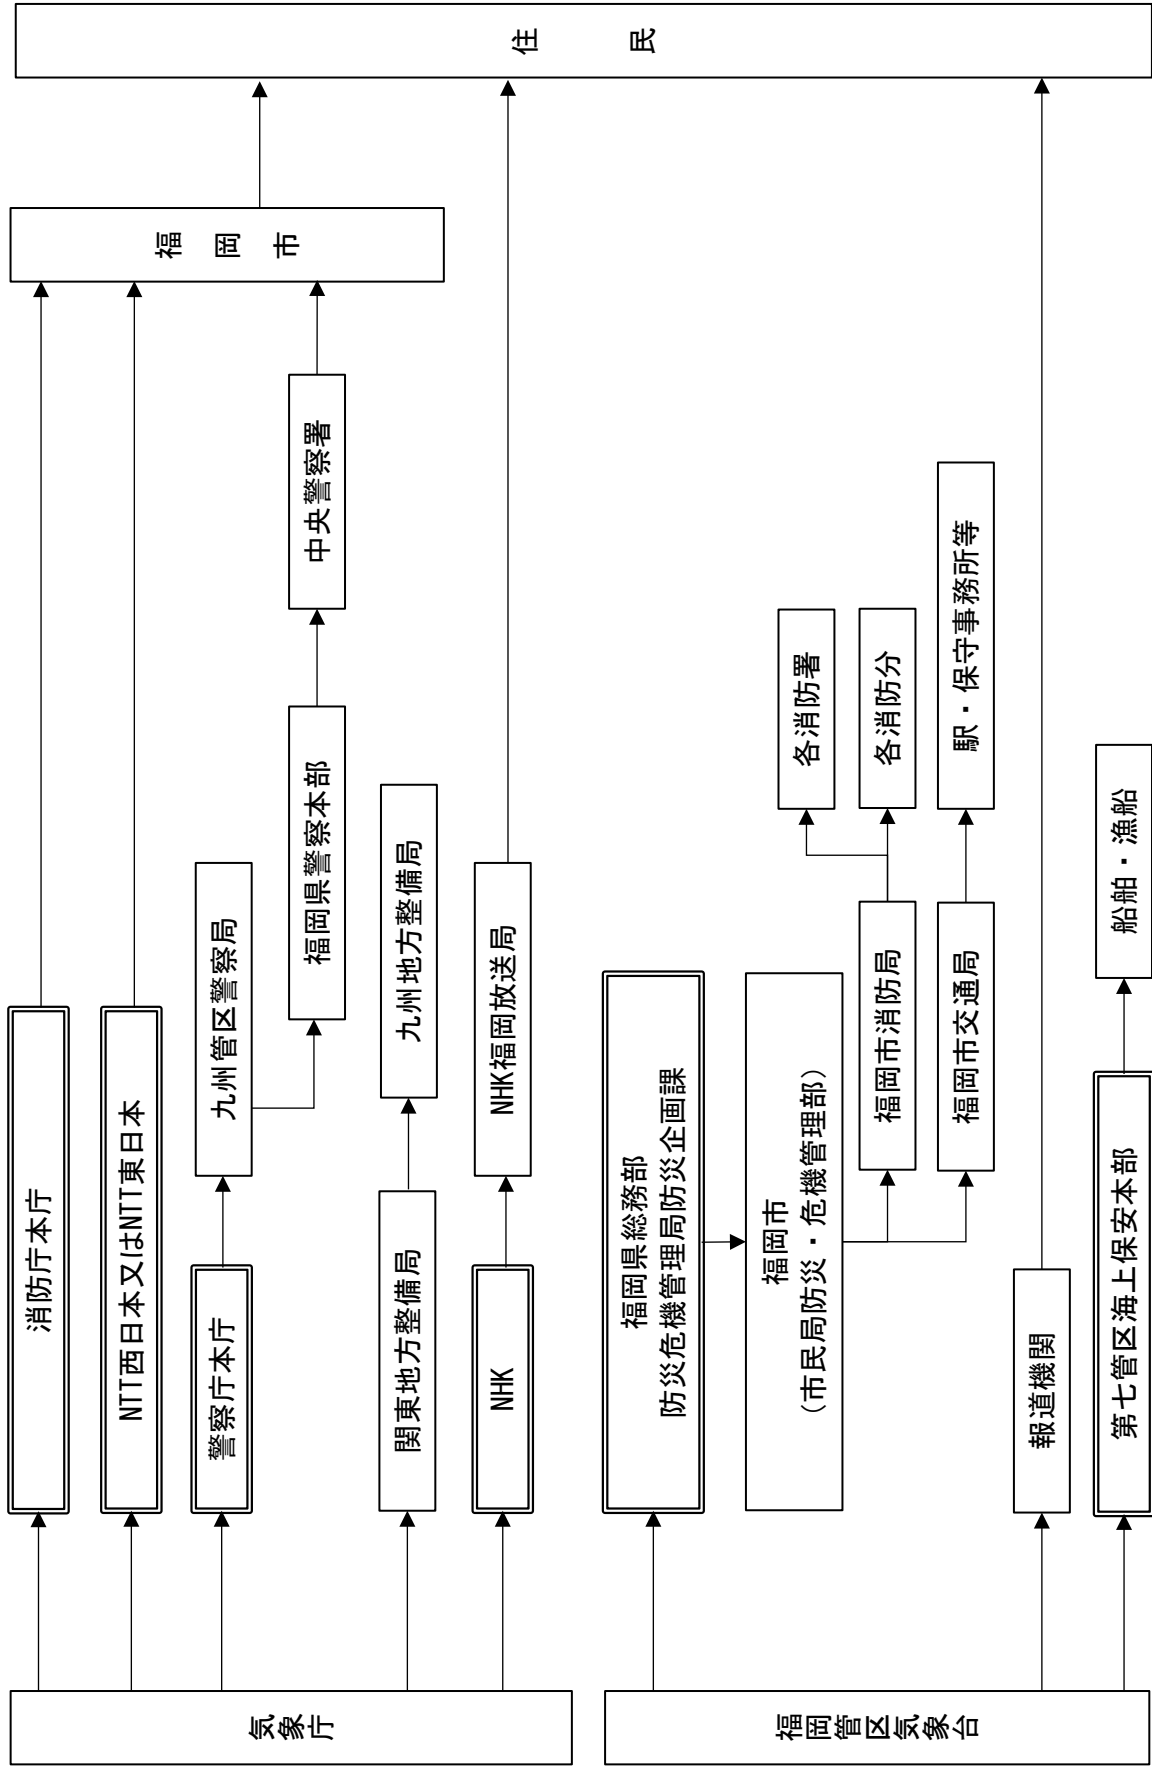 気象庁
消防庁本庁
NTT西日本又はNTT東日本
警察庁本庁
九州管区警察局
福岡県警察本部
中央警察署
福　岡　市
関東地方整備局
九州地方整備局
NHK
NHK福岡放送局
住　　民
福岡管区気象台
福岡県総務部
防災危機管理局防災企画課
福岡市
(市民局防災・危機管理部)
福岡市消防局
各消防署
各消防分
福岡市交通局
駅・保守事務所等
報道機関
第七管区海上保安本部
船舶・漁船